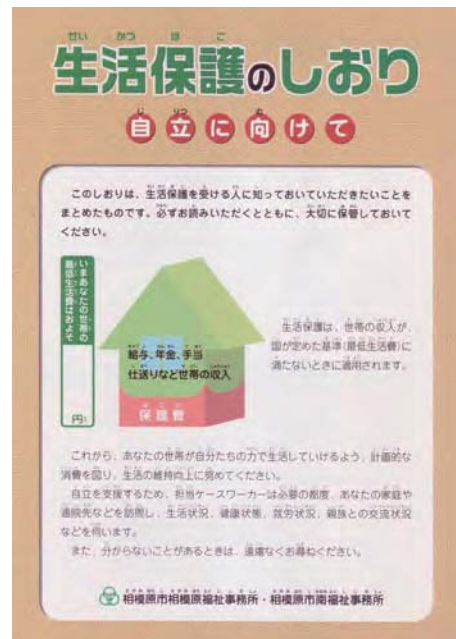 生活保護のしおり
自立に向けて
このしおりは、生活保護を受ける人に知っておいていただきたいことを
まとめたものです。必ずお読みいただくとともに、大切に保管しておいて
ください。
いまあなたの世帯の
最低生活費はおよそ
円
給与、年金、手当
仕送りなど世帯の収入
保護費
生活保護は、世帯の収入が、
国が定めた基準(最低生活費)に
満たないときに適用されます。
これから、あなたの世帯が自分たちの力で生活していけるよう、計画的な
消費を図り、生活の維持向上に努めてください。
自立を支援するため、担当ケースワーカーは必要の都度、あなたの家庭や
通院先などを訪問し、生活状況、健康状態、就労状況、親族との交流状況
などを伺います。
また、分からないことがあるときは、遠慮なくお尋ねください。
相模原市相模原福祉事務所・相模原市南福祉事務所